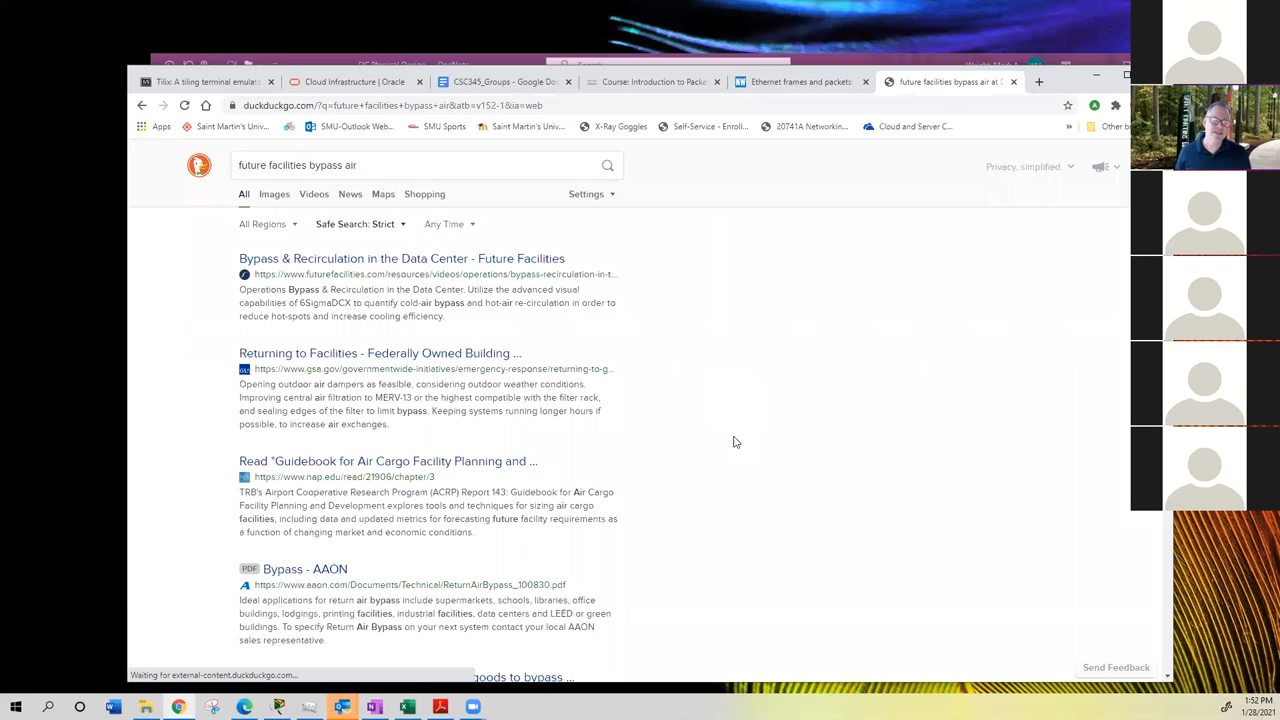 Tilix: A tiling terminal emulat
Cloud Infrastructure | Oracle
CSC345_Groups - Google Do
Course: Introduction to Packe
Ethernet frames and packets
future facilities bypass air at D
duckduckgo.com/?q=future+facilities+bypass+air&atb=v152-1&ia=web
Apps
Saint Martin's Univ...
SMU-Outlook Web...
SMU Sports
Saint Martin's Univ...
X-Ray Goggles
Self-Service - Enroll...
20741A Networkin...
Cloud and Server C...
»
Other b
future facilities bypass air
Privacy, simplified.
All Images Videos News Maps Shopping Settings
All Regions Safe Search: Strict Any Time
Bypass & Recirculation in the Data Center - Future Facilities
https://www.futurefacilities.com/resources/videos/operations/bypass-recirculation-in-t...
Operations Bypass & Recirculation in the Data Center. Utilize the advanced visual
capabilities of 6SigmaDCX to quantify cold-air bypass and hot-air re-circulation in order to
reduce hot-spots and increase cooling efficiency.
Returning to Facilities - Federally Owned Building ...
https://www.gsa.gov/governmentwide-initiatives/emergency-response/returning-to-g...
Opening outdoor air dampers as feasible, considering outdoor weather conditions.
Improving central air filtration to MERV-13 or the highest compatible with the filter rack,
and sealing edges of the filter to limit bypass. Keeping systems running longer hours if
possible, to increase air exchanges.
Read "Guidebook for Air Cargo Facility Planning and ...
https://www.nap.edu/read/21906/chapter/3
TRB's Airport Cooperative Research Program (ACRP) Report 143: Guidebook for Air Cargo
Facility Planning and Development explores tools and techniques for sizing air cargo
facilities, including data and updated metrics for forecasting future facility requirements as
a function of changing market and economic conditions.
PDF Bypass - AAON
https://www.aaon.com/Documents/Technical/ReturnAirBypass_100830.pdf
Ideal applications for return air bypass include supermarkets, schools, libraries, office
buildings, lodgings, printing facilities, industrial facilities, data centers and LEED or green
buildings. To specify Return Air Bypass on your next system contact your local AAON
sales representative.
goods to bypass ...
Waiting for external-content.duckduckgo.com...
Send Feedback
1:52 PM
1/28/2021